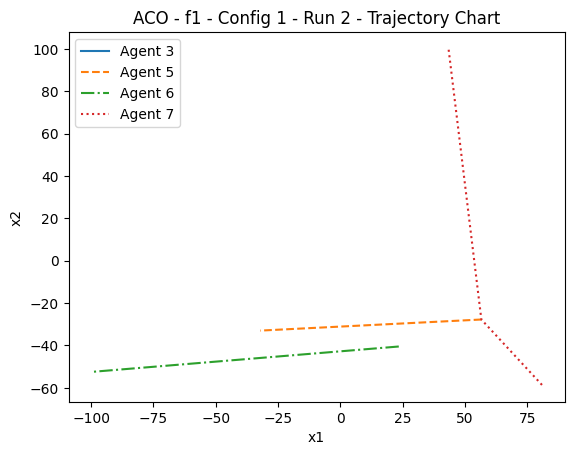 ACO - f1 - Config 1 - Run 2 - Trajectory Chart
Agent 3
Agent 5
Agent 6
Agent 7
x2
100
80
60
40
20
0
−20
−40
−60
−100
−75
−50
−25
0
25
50
75
x1